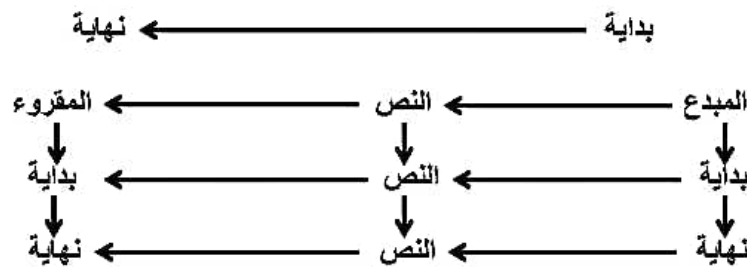 بداية نهاية
المبدع النص المقروء
بداية النص بداية
نهاية النص نهاية